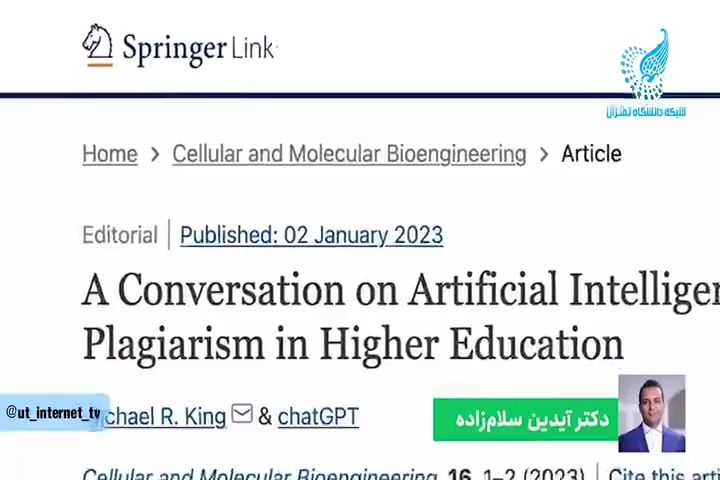 Springer Link
شبکه دانشگاه تهران
Home > Cellular and Molecular Bioengineering > Article
Editorial | Published: 02 January 2023
A Conversation on Artificial Intelliger
Plagiarism in Higher Education
@ut_internet_tv
chael R. King & chatGPT
دکتر آیدین سلام‌زاده
Cellular and Molecular Bioengineering 16, 1–2 (2023) | Cite this arti